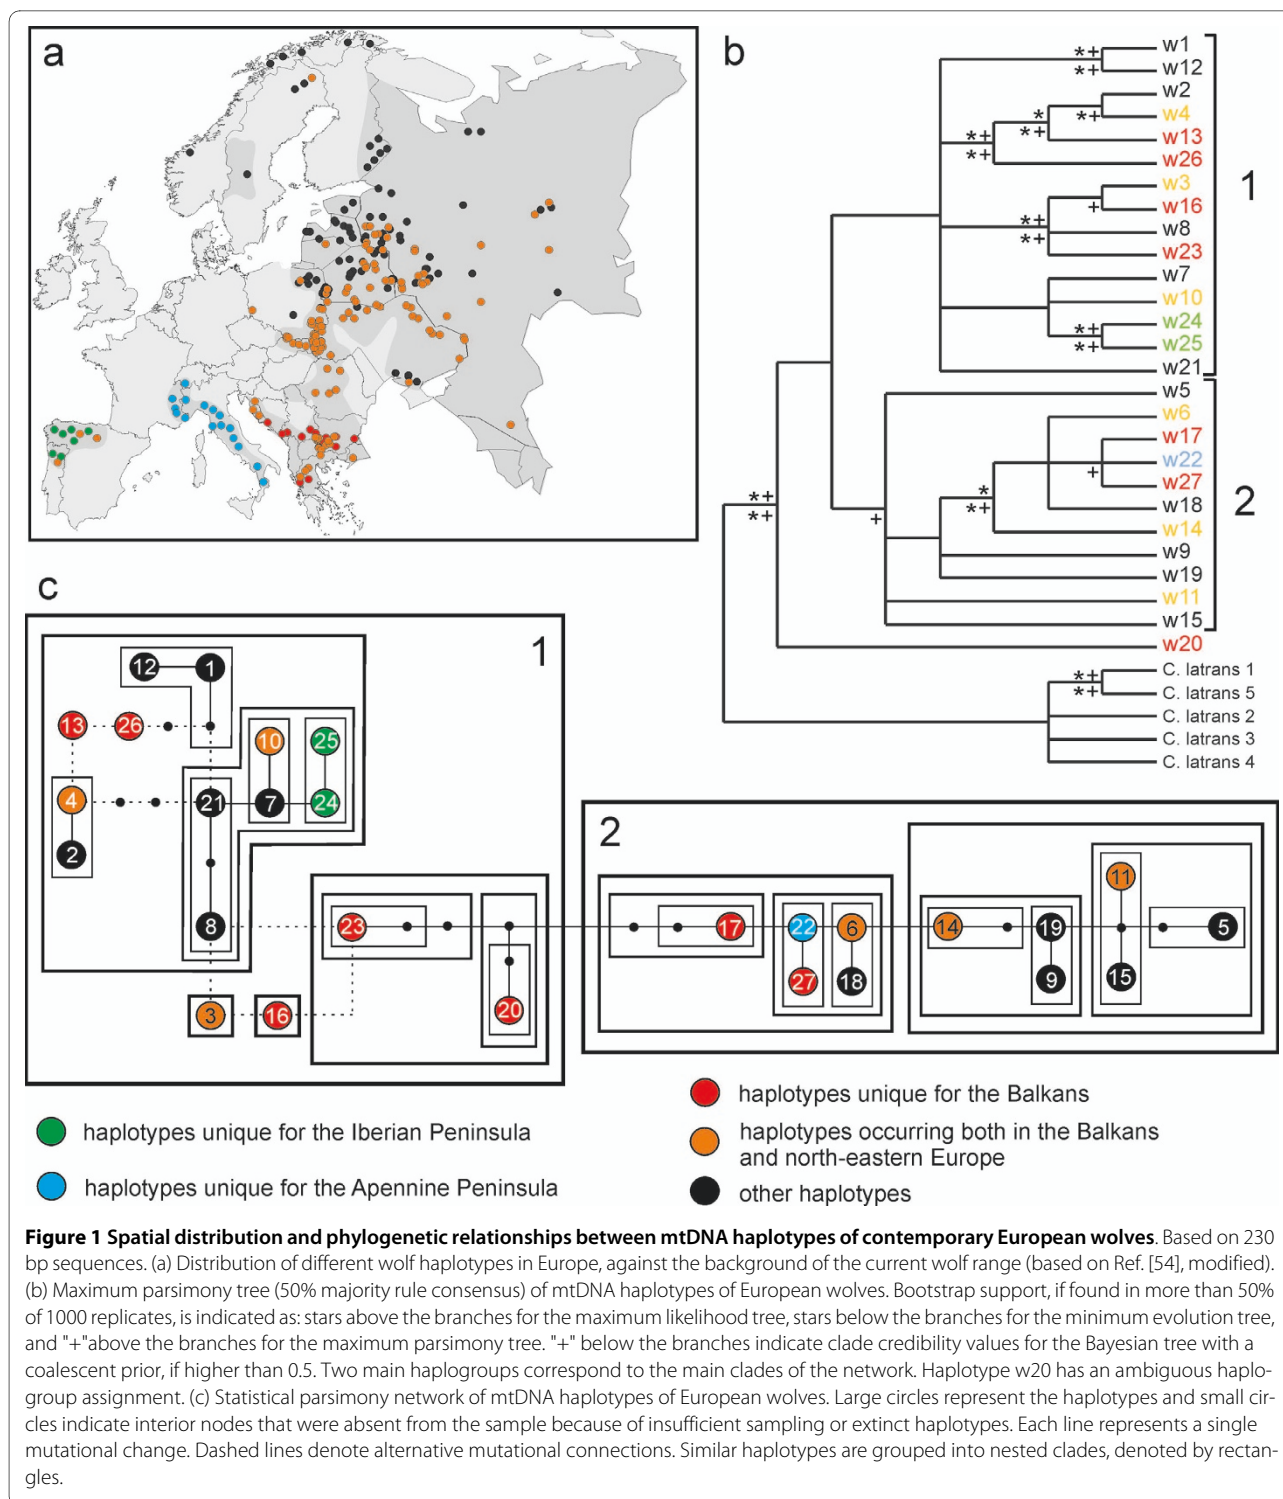 a
b
w1
w12
w2
w4
w13
w26
w3
w16
w8
w23
w7
w10
w24
w25
w21
w5
w6
w17
w22
w27
w18
w14
w9
w19
w11
w15
w20
C. latrans 1
C. latrans 5
C. latrans 2
C. latrans 3
C. latrans 4
1
2
*+
*+
*
*+
*+
*+
*+
+
*+
*+
*+
*+
*
*+
+
+
*+
*+
*+
*+
c
1
12 1
13 26
10 25
4 21 7 24
2
8
3 16
23
20
2
17 22 6
27 18
14 19
9
11
15
5
haplotypes unique for the Iberian Peninsula
haplotypes unique for the Apennine Peninsula
haplotypes unique for the Balkans
haplotypes occurring both in the Balkans
and north-eastern Europe
other haplotypes
Figure 1 Spatial distribution and phylogenetic relationships between mtDNA haplotypes of contemporary European wolves. Based on 230
bp sequences. (a) Distribution of different wolf haplotypes in Europe, against the background of the current wolf range (based on Ref. [54], modified).
(b) Maximum parsimony tree (50% majority rule consensus) of mtDNA haplotypes of European wolves. Bootstrap support, if found in more than 50%
of 1000 replicates, is indicated as: stars above the branches for the maximum likelihood tree, stars below the branches for the minimum evolution tree,
and "+"above the branches for the maximum parsimony tree. "+" below the branches indicate clade credibility values for the Bayesian tree with a
coalescent prior, if higher than 0.5. Two main haplogroups correspond to the main clades of the network. Haplotype w20 has an ambiguous haplo-
group assignment. (c) Statistical parsimony network of mtDNA haplotypes of European wolves. Large circles represent the haplotypes and small cir-
cles indicate interior nodes that were absent from the sample because of insufficient sampling or extinct haplotypes. Each line represents a single
mutational change. Dashed lines denote alternative mutational connections. Similar haplotypes are grouped into nested clades, denoted by rectan-
gles.